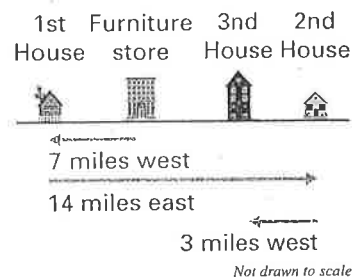 1st Furniture 3nd 2nd
House store House House
7 miles west
14 miles east
3 miles west
Not drawn to scale